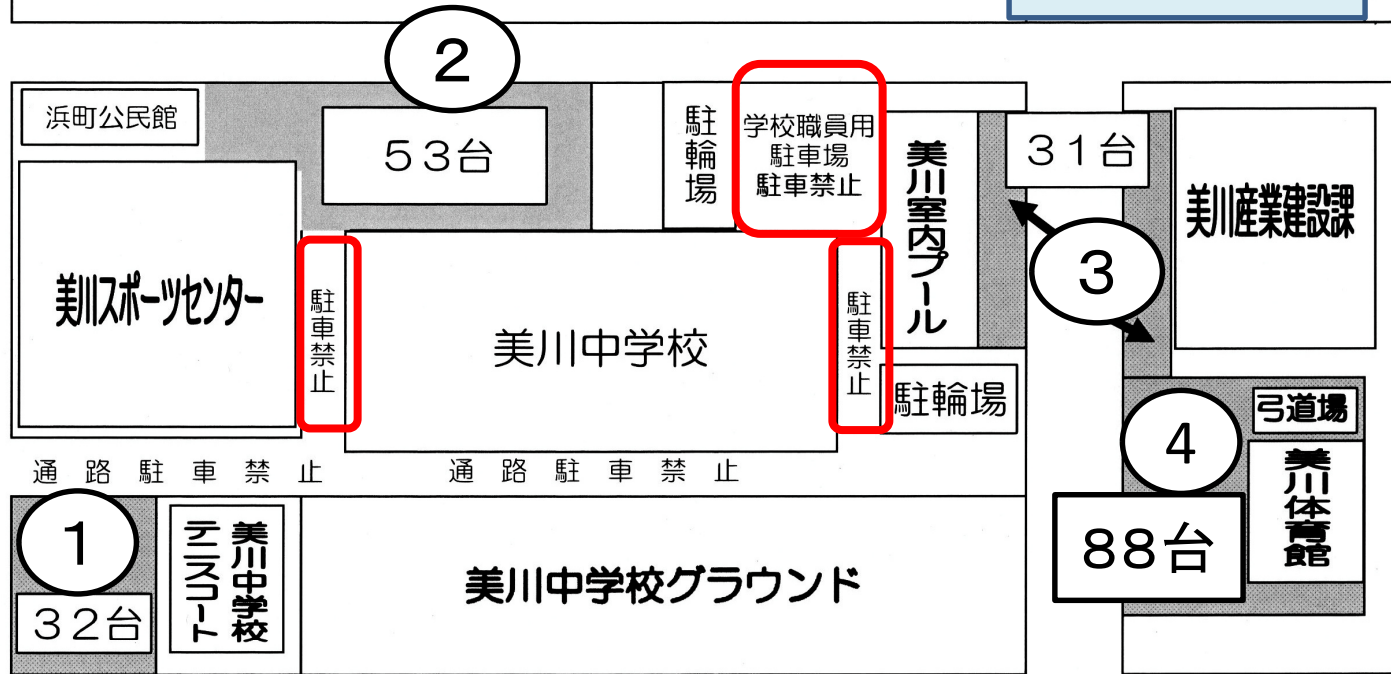 ②
浜町公民館
５３台
駐輪場
学校職員用
駐車場
駐車禁止
美川室内プール
３１台
美川産業建設課
③
美川スポーツセンター
駐車禁止
美川中学校
駐車禁止
駐輪場
弓道場
④
美川体育館
８８台
通路駐車禁止
通路駐車禁止
①
３２台
美川中学校
テニスコート
美川中学校グラウンド